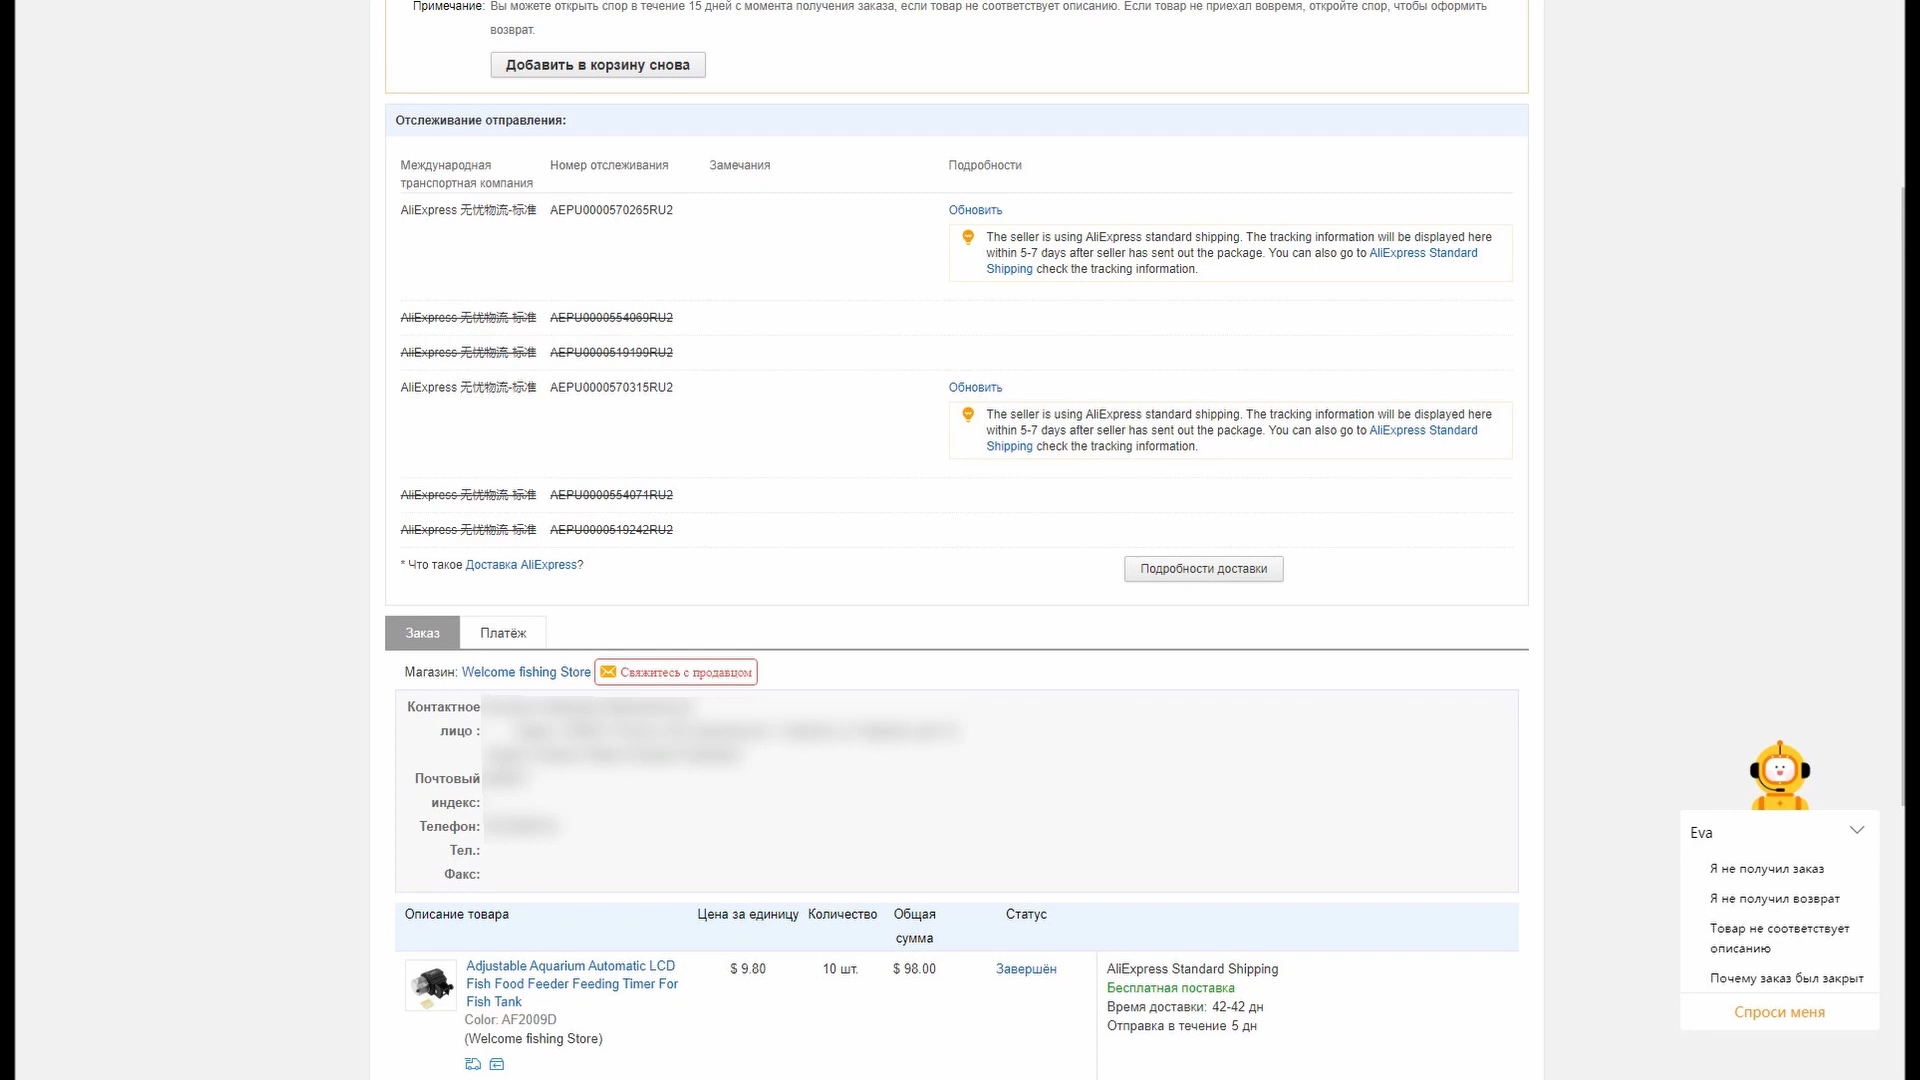 Примечание: Вы можете открыть спор в течение 15 дней с момента получения заказа, если товар не соответствует описанию. Если товар не приехал вовремя, откройте спор, чтобы оформить
возврат.
Добавить в корзину снова
Отслеживание отправления:
Международная транспортная компания
Номер отслеживания
Замечания
Подробности
AliExpress 无忧物流-标准 AEPU0000570265RU2 Обновить
The seller is using AliExpress standard shipping. The tracking information will be displayed here
within 5-7 days after seller has sent out the package. You can also go to AliExpress Standard
Shipping check the tracking information.
AliExpress 无忧物流-标准 AEPU0000554069RU2
AliExpress 无忧物流-标准 AEPU0000519199RU2
AliExpress 无忧物流-标准 AEPU0000570315RU2 Обновить
The seller is using AliExpress standard shipping. The tracking information will be displayed here
within 5-7 days after seller has sent out the package. You can also go to AliExpress Standard
Shipping check the tracking information.
AliExpress 无忧物流-标准 AEPU0000554071RU2
AliExpress 无忧物流-标准 AEPU0000519242RU2
* Что такое Доставка AliExpress?
Подробности доставки
Заказ Платёж
Магазин: Welcome fishing Store Свяжитесь с продавцом
Контактное
лицо :
Почтовый
индекс:
Телефон:
Тел.:
Факс:
Описание товара Цена за единицу Количество Общая сумма Статус
Adjustable Aquarium Automatic LCD
Fish Food Feeder Feeding Timer For
Fish Tank
Color: AF2009D
(Welcome fishing Store)
$ 9.80 10 шт. $ 98.00 Завершён
AliExpress Standard Shipping
Бесплатная поставка
Время доставки: 42-42 дн
Отправка в течение 5 дн
Eva
Я не получил заказ
Я не получил возврат
Товар не соответствует
описанию
Почему заказ был закрыт
Спроси меня